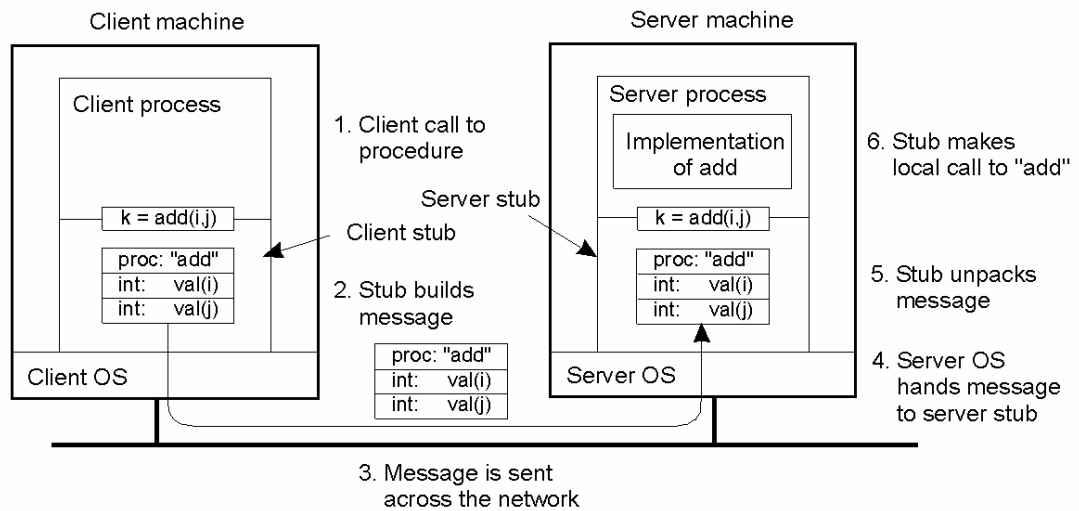 Client machine
Server machine
Client process
1. Client call to
procedure
Server process
Implementation
of add
6. Stub makes
local call to "add"
Server stub
k = add(i,j)
k = add(i,j)
Client stub
proc: "add"
int: val(i)
int: val(j)
proc: "add"
int: val(i)
int: val(j)
2. Stub builds
message
5. Stub unpacks
message
proc: "add"
int: val(i)
int: val(j)
Client OS
Server OS
4. Server OS
hands message
to server stub
3. Message is sent
across the network